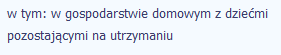 w tym: w gospodarstwie domowym z dziećmi
pozostającymi na utrzymaniu